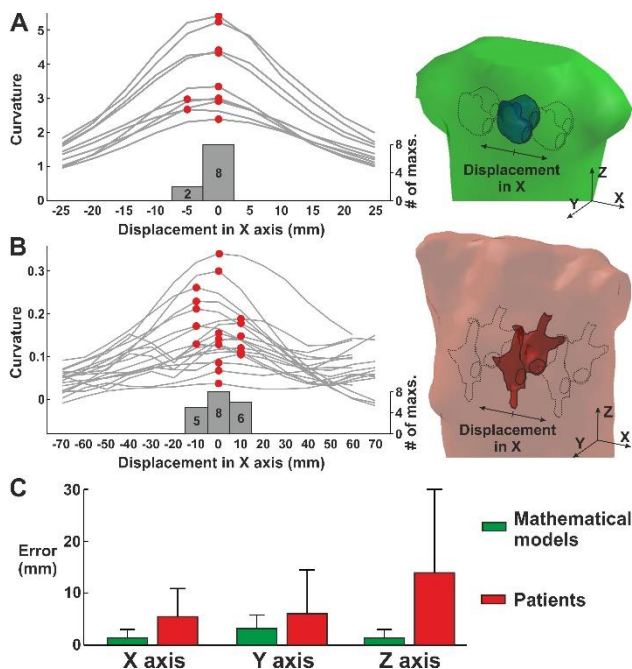 A
Curvature
5
4
3
2
1
0
2
8
8
4
0
# of maxs.
-25 -20 -15 -10 -5 0 5 10 15 20 25
Displacement in X axis (mm)
Displacement
in X
Z
Y
X
B
Curvature
0.3
0.2
0.1
0
5
8
6
8
4
0
# of maxs.
-70 -60 -50 -40 -30 -20 -10 0 10 20 30 40 50 60 70
Displacement in X axis (mm)
Displacement
in X
Z
Y
X
C
Error
(mm)
30
20
10
0
X axis
Y axis
Z axis
Mathematical
models
Patients